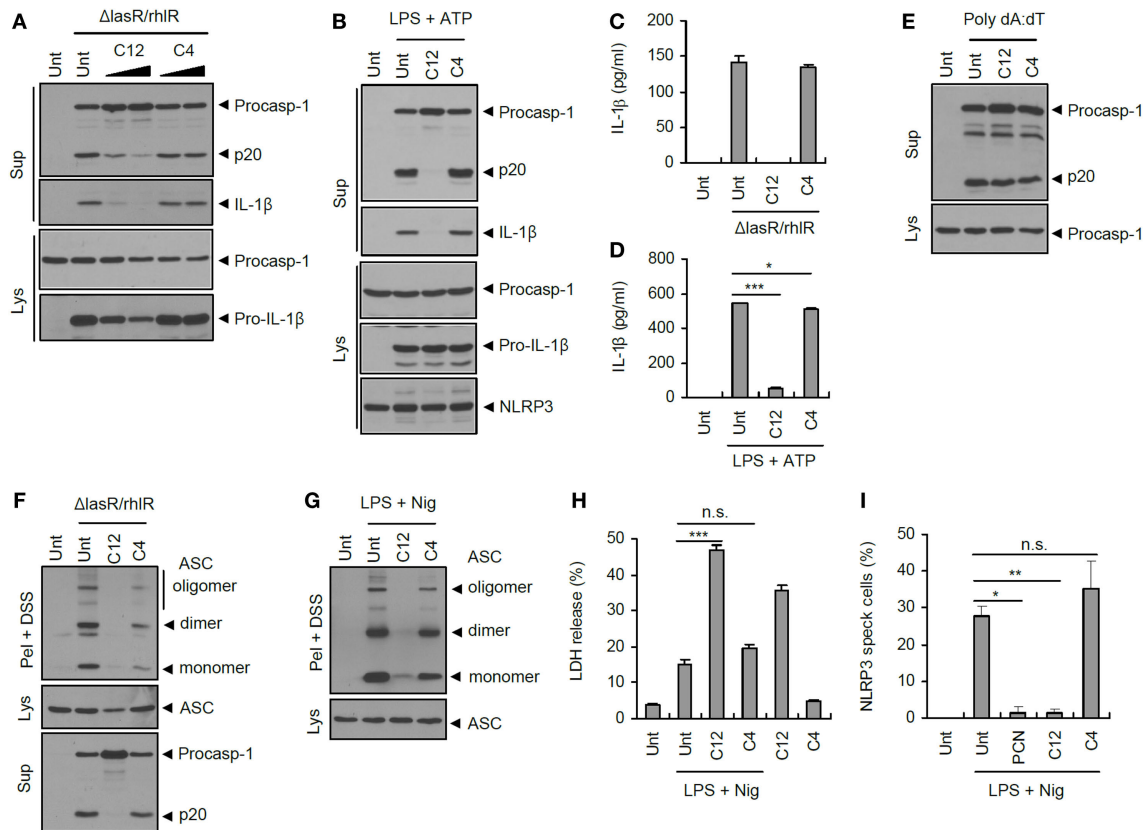 A
ΔlasR/rhlR
Unt Unt C12 C4
Sup
Procasp-1
p20
IL-1β
Lys
Procasp-1
Pro-IL-1β
B
LPS + ATP
Unt Unt C12 C4
Sup
Procasp-1
p20
IL-1β
Lys
Procasp-1
Pro-IL-1β
NLRP3
C
IL-1β (pg/ml)
200
150
100
50
0
Unt Unt C12 C4
ΔlasR/rhlR
D
IL-1β (pg/ml)
800
600
400
200
0
*
***
Unt Unt C12 C4
LPS + ATP
E
Poly dA:dT
Unt Unt C12 C4
Sup
Procasp-1
p20
Lys
Procasp-1
F
ΔlasR/rhlR
Unt Unt C12 C4
ASC
Pel + DSS
oligomer
dimer
monomer
Lys
ASC
Sup
Procasp-1
p20
G
LPS + Nig
Unt Unt C12 C4
ASC
Pel + DSS
oligomer
dimer
monomer
Lys
ASC
H
LDH release (%)
50
40
30
20
10
0
n.s.
***
Unt Unt C12 C4 C12 C4
LPS + Nig
I
NLRP3 speck cells (%)
50
40
30
20
10
0
n.s.
**
*
Unt Unt PCN C12 C4
LPS + Nig